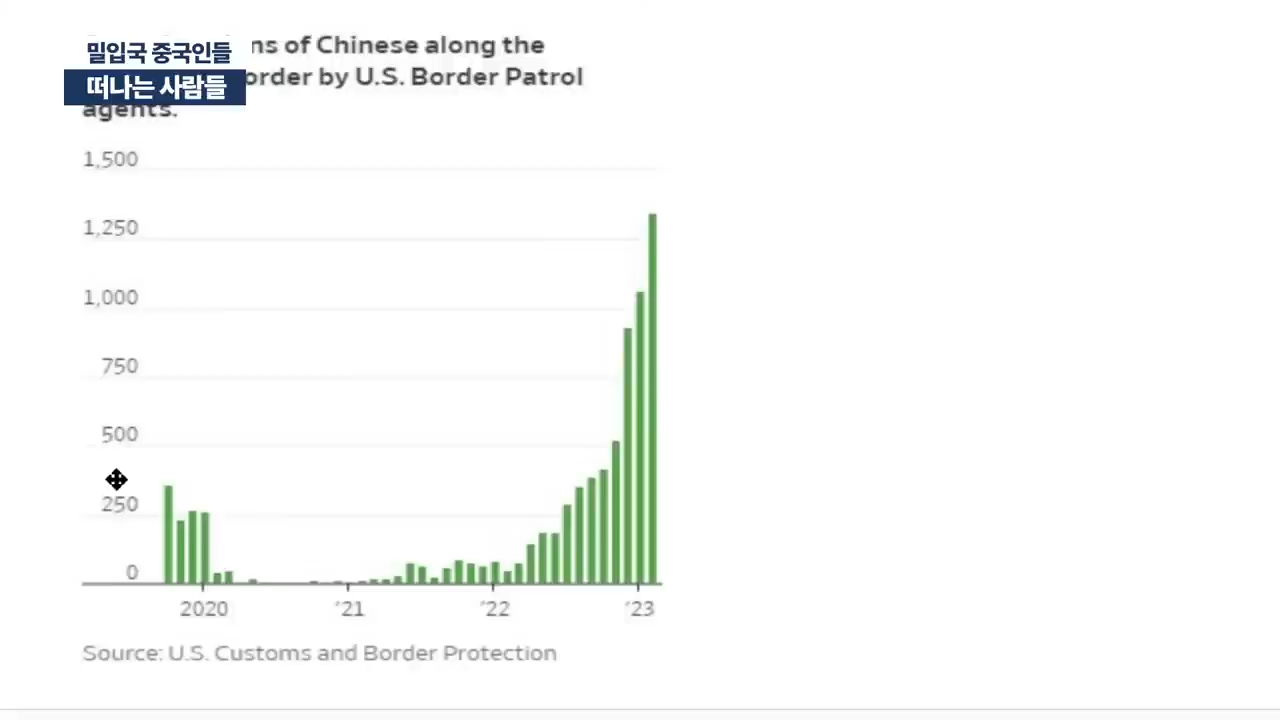 밀입국 중국인들
떠나는 사람들
ns of Chinese along the
order by U.S. Border Patrol
agents.
1,500
1,250
1,000
750
500
250
0
2020 ’21 ’22 ’23
Source: U.S. Customs and Border Protection